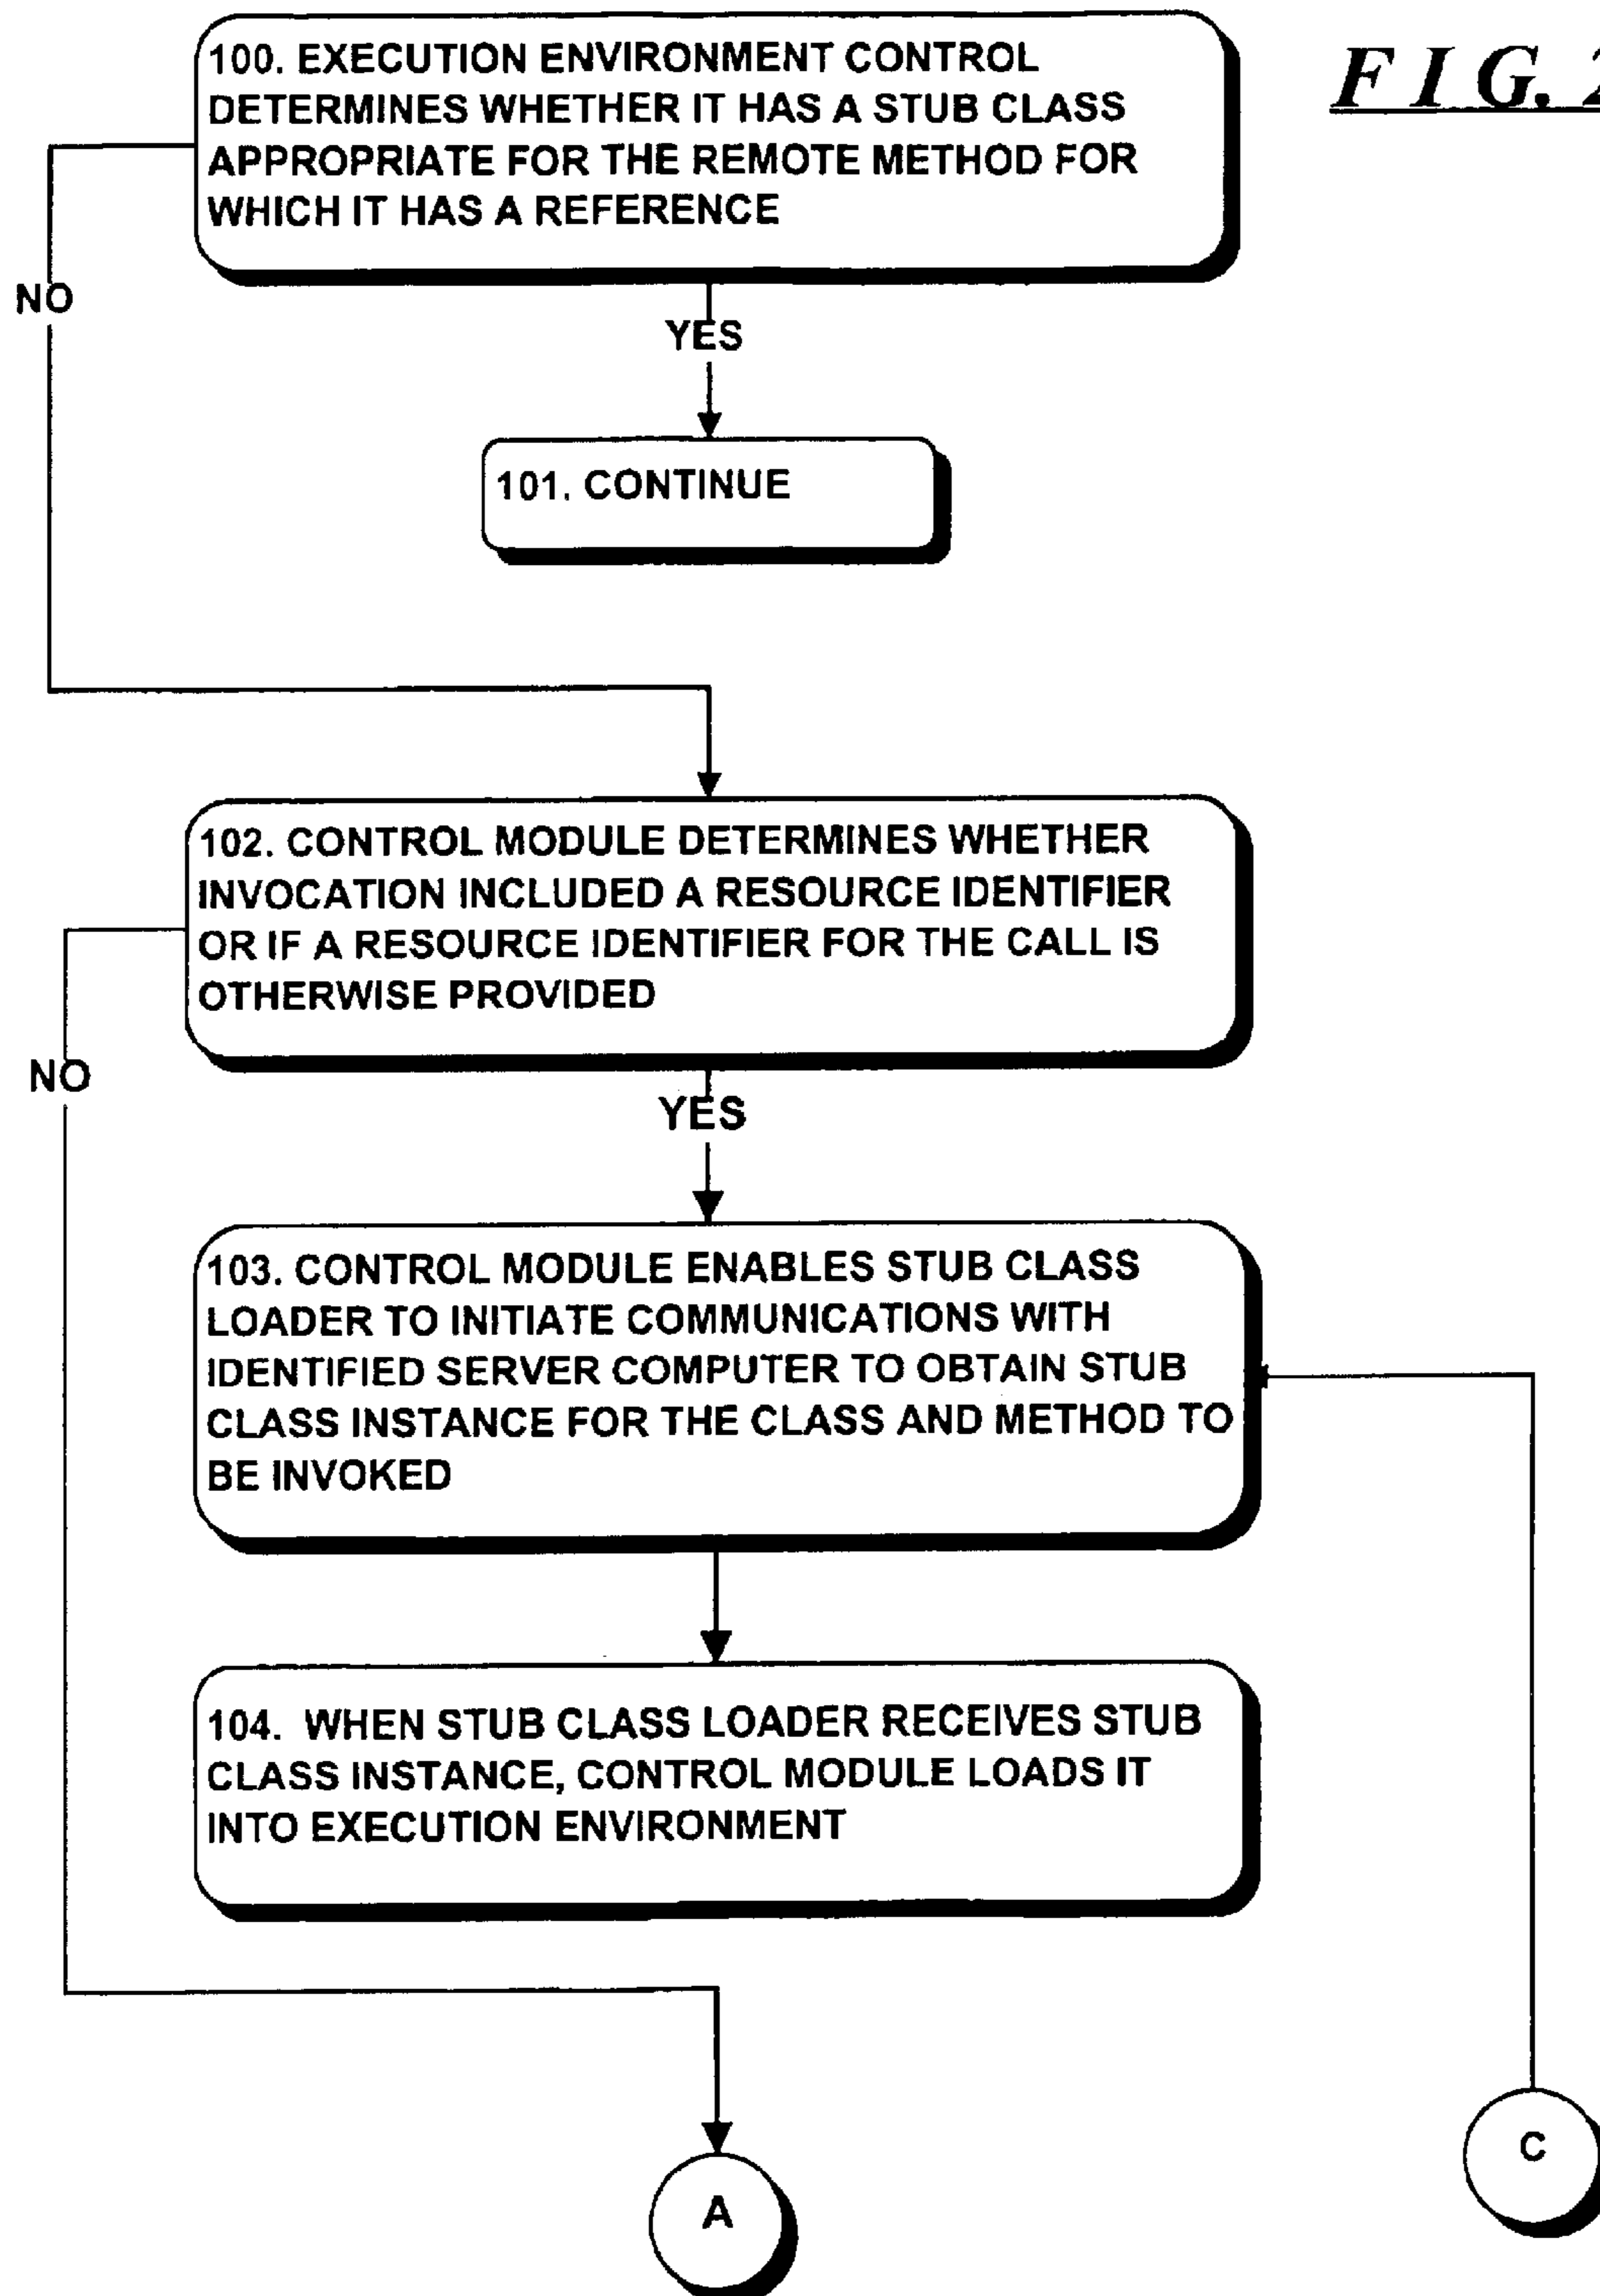 100. EXECUTION ENVIRONMENT CONTROL
DETERMINES WHETHER IT HAS A STUB CLASS
APPROPRIATE FOR THE REMOTE METHOD FOR
WHICH IT HAS A REFERENCE
FIG. 2
NO
YES
101. CONTINUE
102. CONTROL MODULE DETERMINES WHETHER
INVOCATION INCLUDED A RESOURCE IDENTIFIER
OR IF A RESOURCE IDENTIFIER FOR THE CALL IS
OTHERWISE PROVIDED
NO
YES
103. CONTROL MODULE ENABLES STUB CLASS
LOADER TO INITIATE COMMUNICATIONS WITH
IDENTIFIED SERVER COMPUTER TO OBTAIN STUB
CLASS INSTANCE FOR THE CLASS AND METHOD TO
BE INVOKED
104. WHEN STUB CLASS LOADER RECEIVES STUB
CLASS INSTANCE, CONTROL MODULE LOADS IT
INTO EXECUTION ENVIRONMENT
C
A